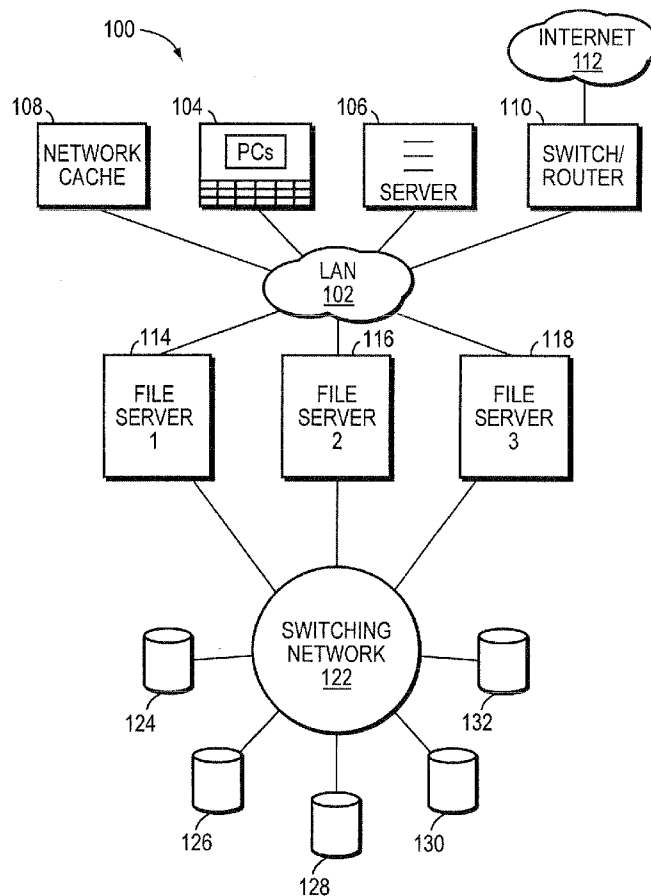 100
INTERNET
112
108
104
106
110
NETWORK
CACHE
PCs
SERVER
SWITCH/
ROUTER
LAN
102
114
116
118
FILE
SERVER
1
FILE
SERVER
2
FILE
SERVER
3
SWITCHING
NETWORK
122
124
132
126
130
128